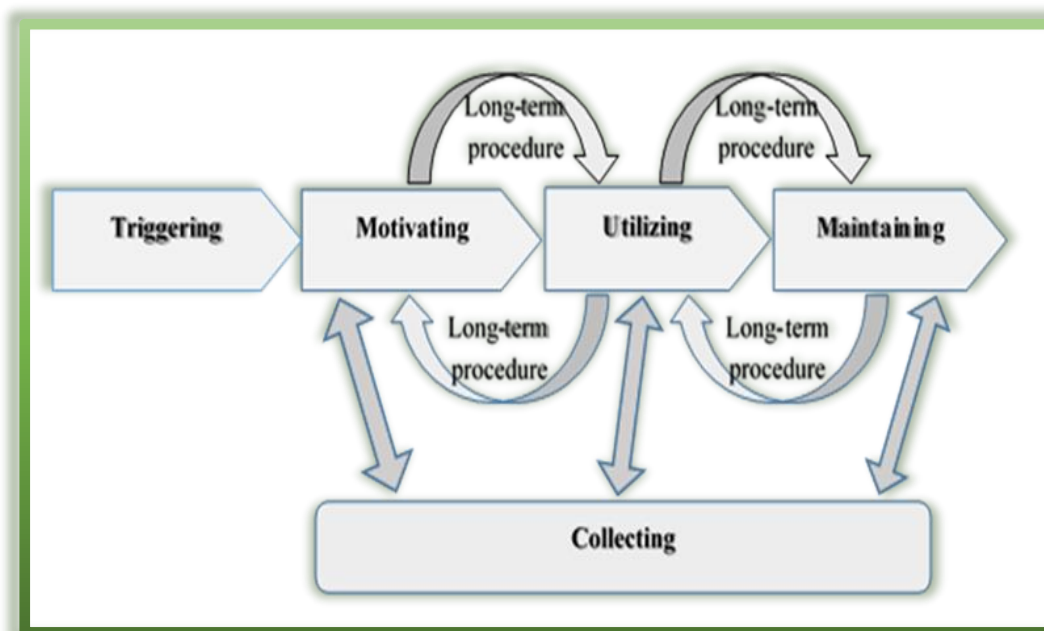 Long-term
procedure
Long-term
procedure
Triggering
Motivating
Utilizing
Maintaining
Long-term
procedure
Long-term
procedure
Collecting